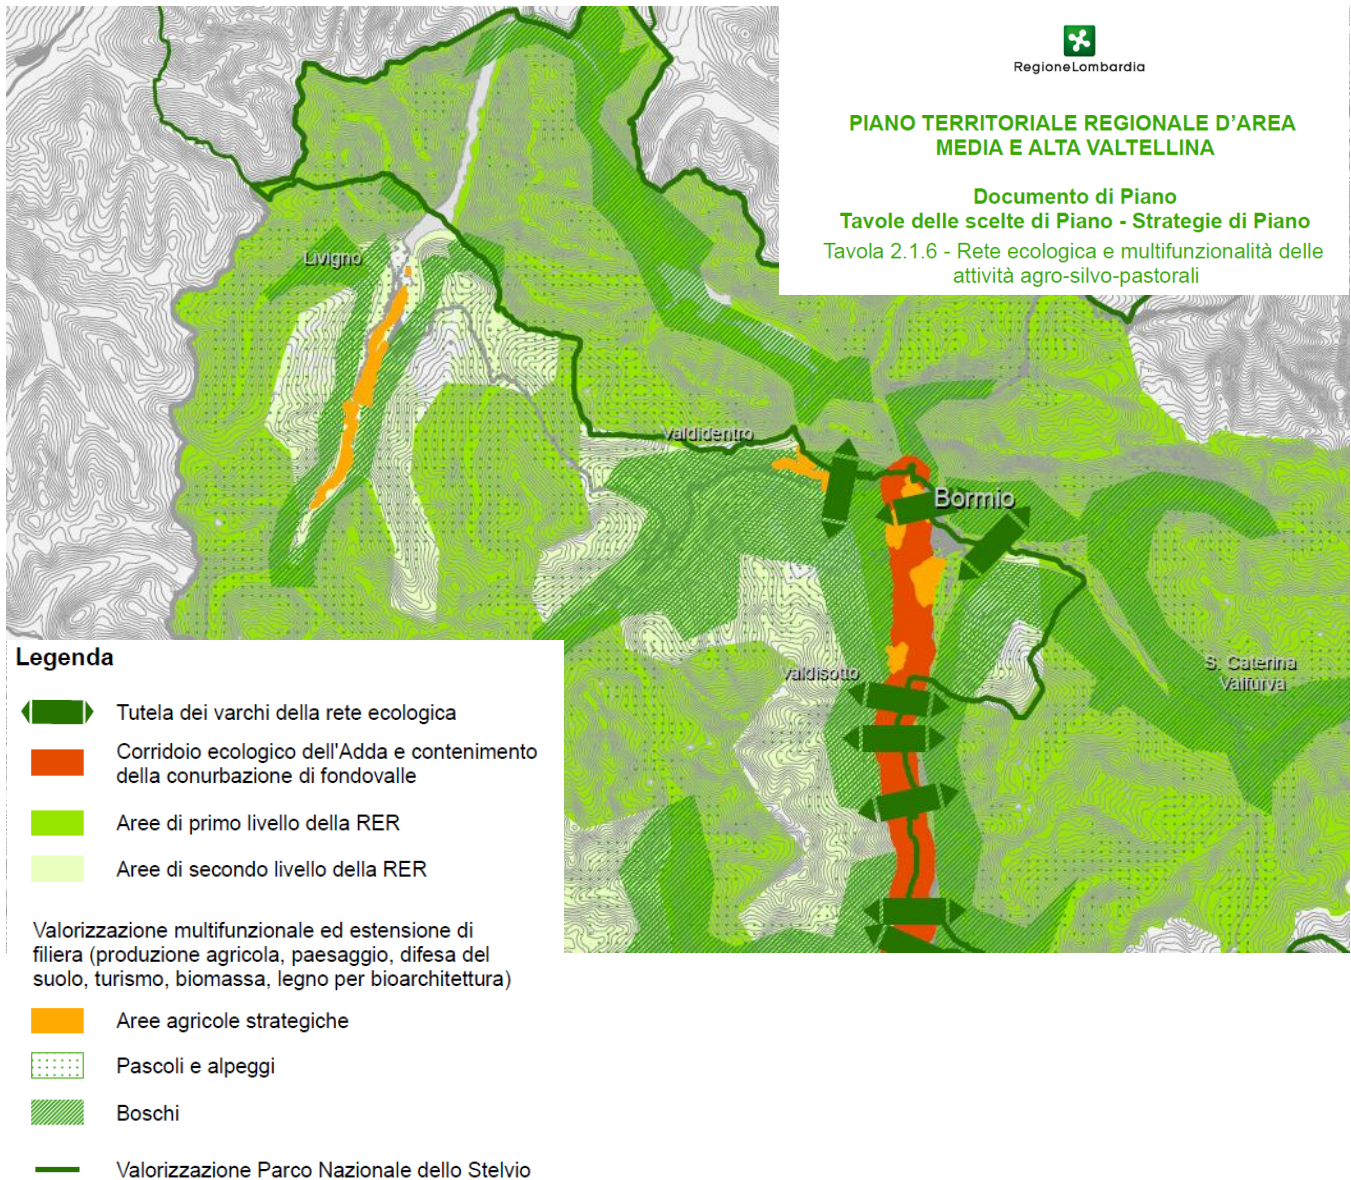 RegioneLombardia
PIANO TERRITORIALE REGIONALE D'AREA
MEDIA E ALTA VALTELLINA
Documento di Piano
Tavole delle scelte di Piano - Strategie di Piano
Tavola 2.1.6 - Rete ecologica e multifunzionalità delle
attività agro-silvo-pastorali
Livigno
Valdidentro
Bormio
Valdisotto
S. Caterina
Valfurva
Legenda
Tutela dei varchi della rete ecologica
Corridoio ecologico dell'Adda e contenimento
della conurbazione di fondovalle
Aree di primo livello della RER
Aree di secondo livello della RER
Valorizzazione multifunzionale ed estensione di
filiera (produzione agricola, paesaggio, difesa del
suolo, turismo, biomassa, legno per bioarchitettura)
Aree agricole strategiche
Pascoli e alpeggi
Boschi
Valorizzazione Parco Nazionale dello Stelvio